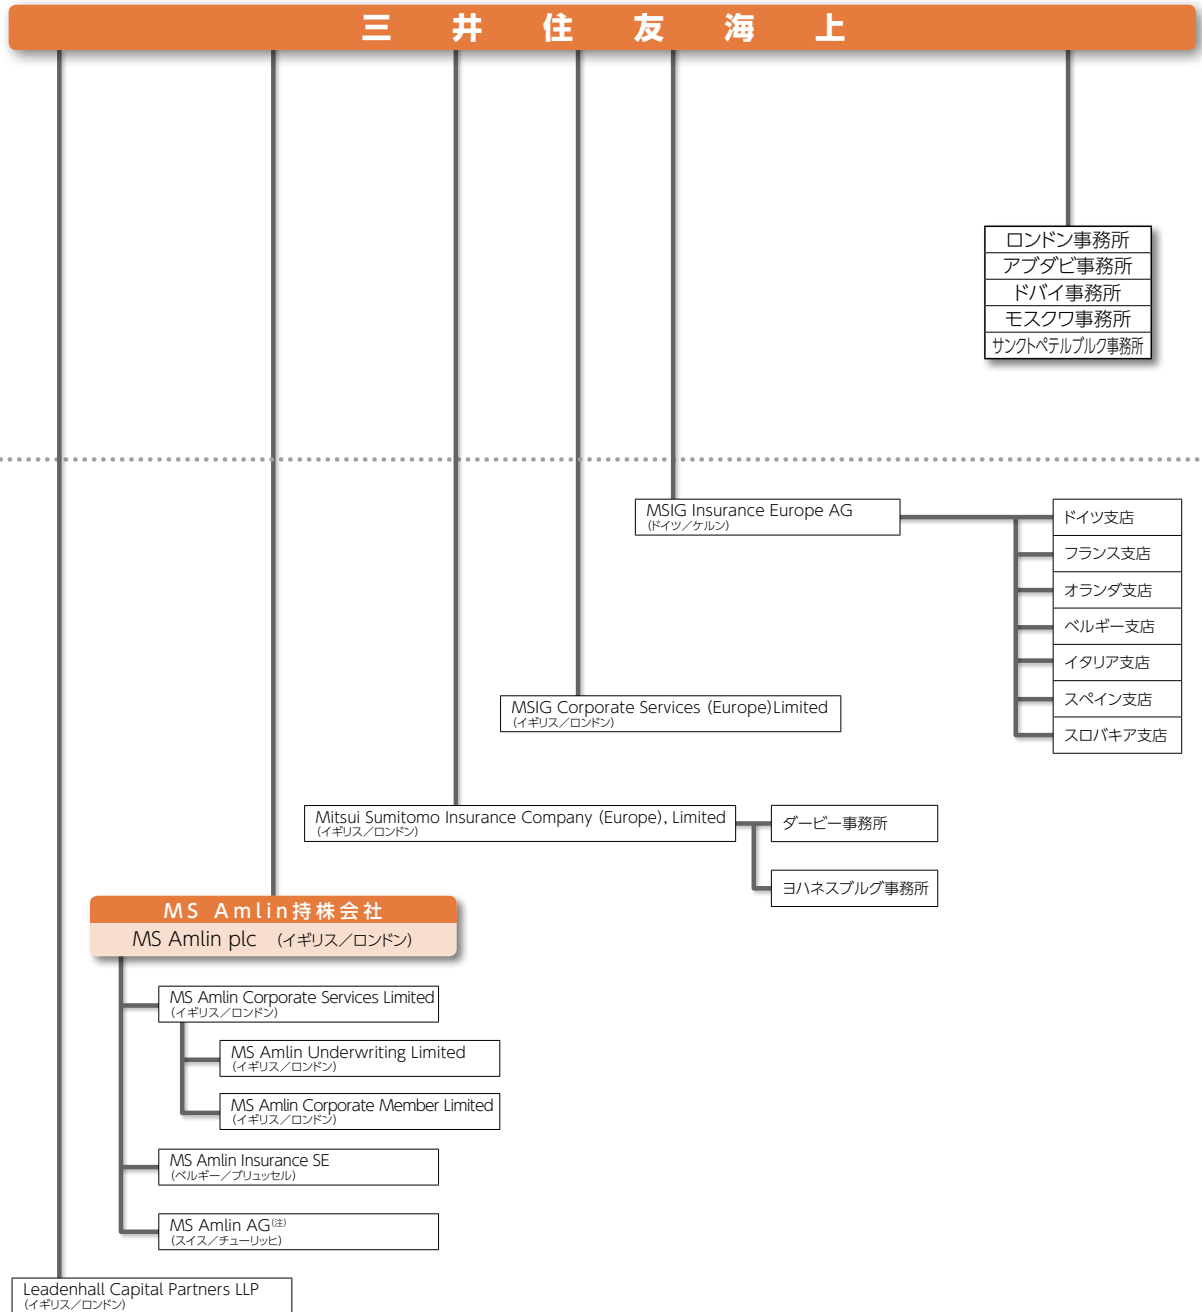 三井住友海上
ロンドン事務所
アブダビ事務所
ドバイ事務所
モスクワ事務所
サンクトペテルブルク事務所
MSIG Insurance Europe AG
(ドイツ／ケルン)
ドイツ支店
フランス支店
オランダ支店
ベルギー支店
イタリア支店
スペイン支店
スロバキア支店
MSIG Corporate Services (Europe)Limited
(イギリス／ロンドン)
Mitsui Sumitomo Insurance Company (Europe), Limited
(イギリス／ロンドン)
ダービー事務所
ヨハネスブルグ事務所
MS Amlin持株会社
MS Amlin plc (イギリス／ロンドン)
MS Amlin Corporate Services Limited
(イギリス／ロンドン)
MS Amlin Underwriting Limited
(イギリス／ロンドン)
MS Amlin Corporate Member Limited
(イギリス／ロンドン)
MS Amlin Insurance SE
(ベルギー／ブリュッセル)
MS Amlin AG(注)
(スイス／チューリッヒ)
Leadenhall Capital Partners LLP
(イギリス／ロンドン)